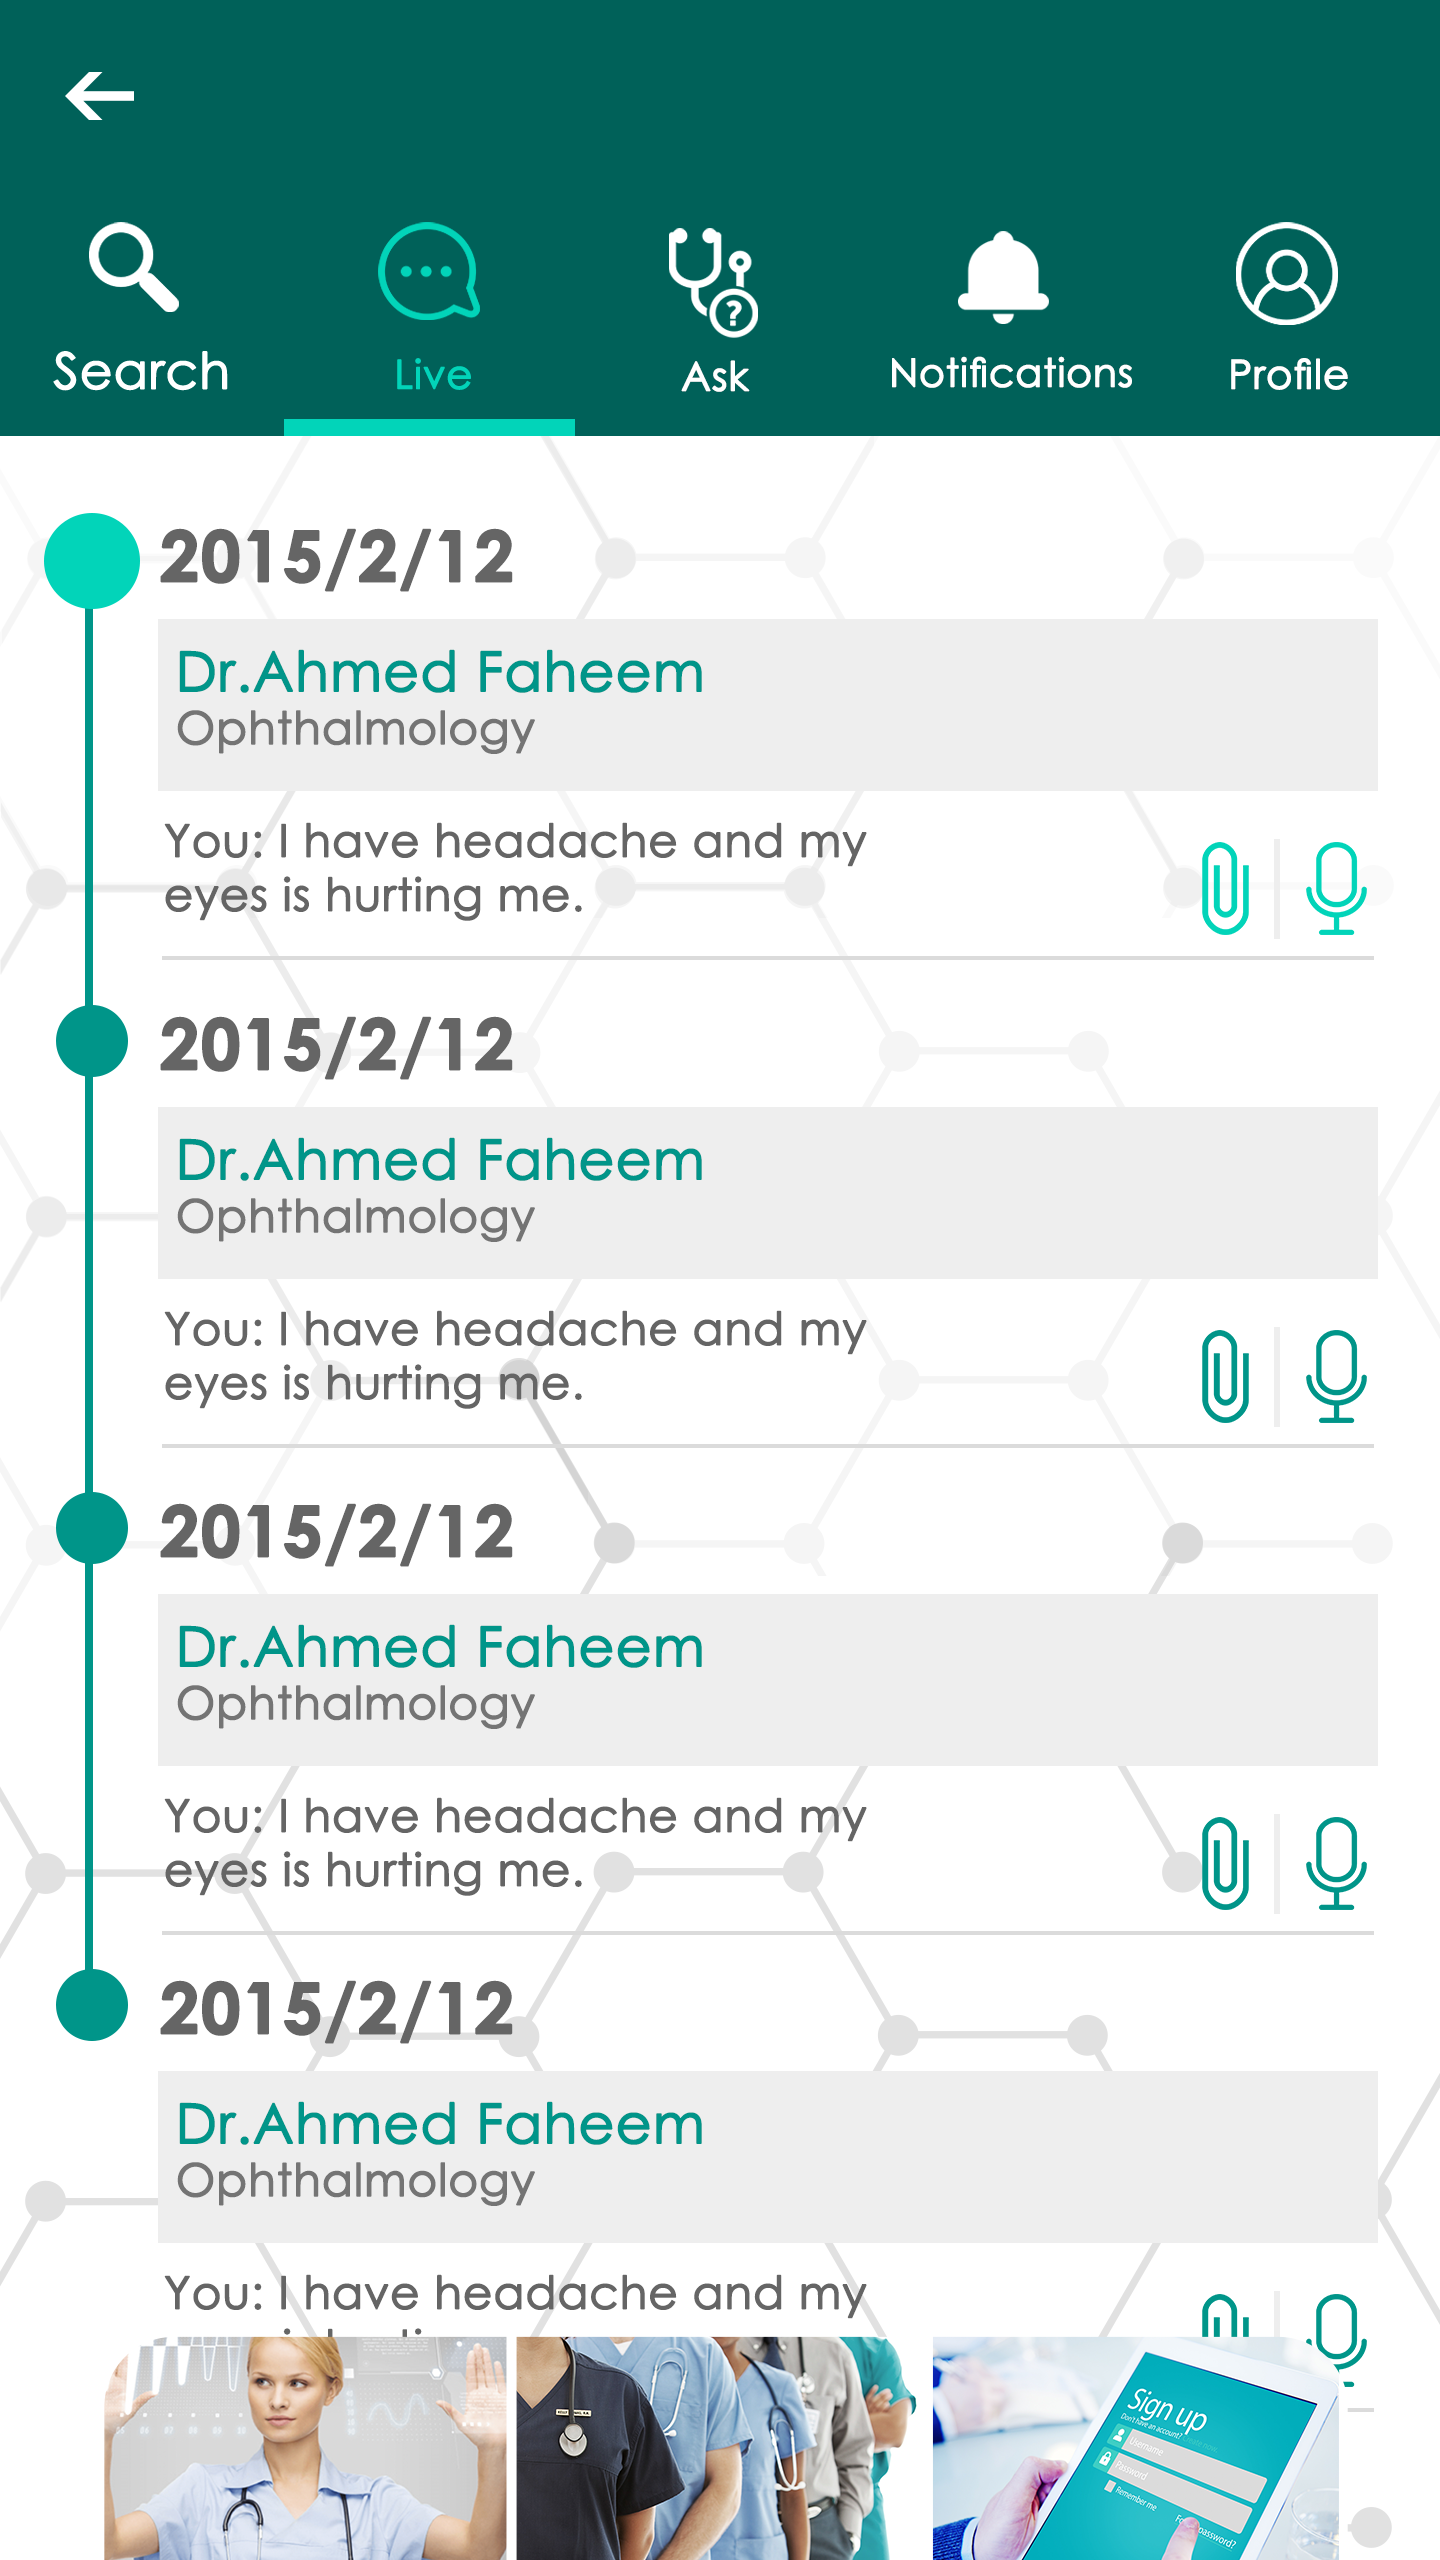 Search
Live
Ask
Notifications
Profile
2015/2/12
Dr.Ahmed Faheem
Ophthalmology
You: I have headache and my
eyes is hurting me.
2015/2/12
Dr.Ahmed Faheem
Ophthalmology
You: I have headache and my
eyes is hurting me.
2015/2/12
Dr.Ahmed Faheem
Ophthalmology
You: I have headache and my
eyes is hurting me.
2015/2/12
Dr.Ahmed Faheem
Ophthalmology
You: I have headache and my
Sign up
Don't have an account?
Username
Password
Remember me
password?